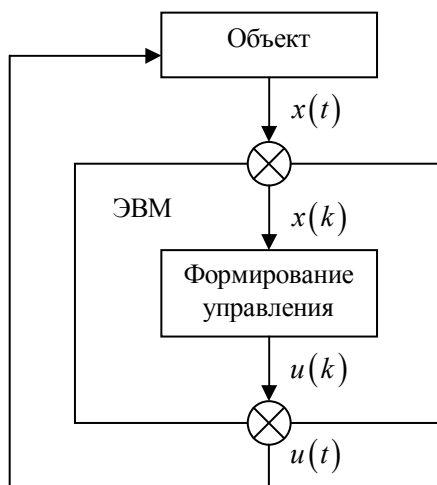 Объект
x(t)
ЭВМ
x(k)
Формирование
управления
u(k)
u(t)